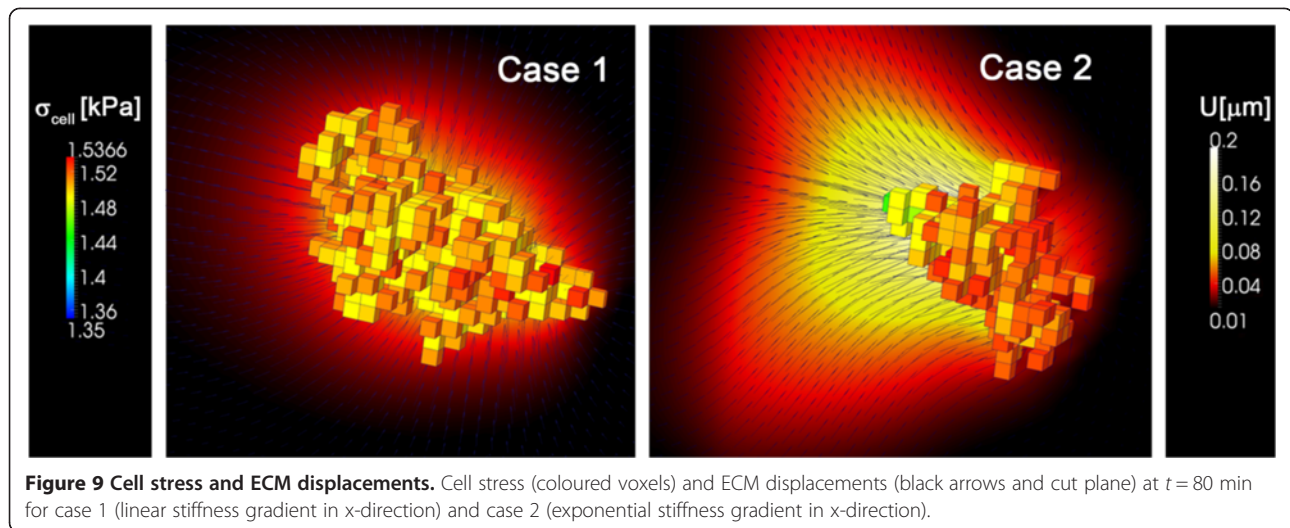 Case 1
Case 2
σcell [kPa]
1.5366
1.52
1.48
1.44
1.4
1.36
1.35
U[µm]
0.2
0.16
0.12
0.08
0.04
0.01
Figure 9 Cell stress and ECM displacements. Cell stress (coloured voxels) and ECM displacements (black arrows and cut plane) at t = 80 min
for case 1 (linear stiffness gradient in x-direction) and case 2 (exponential stiffness gradient in x-direction).